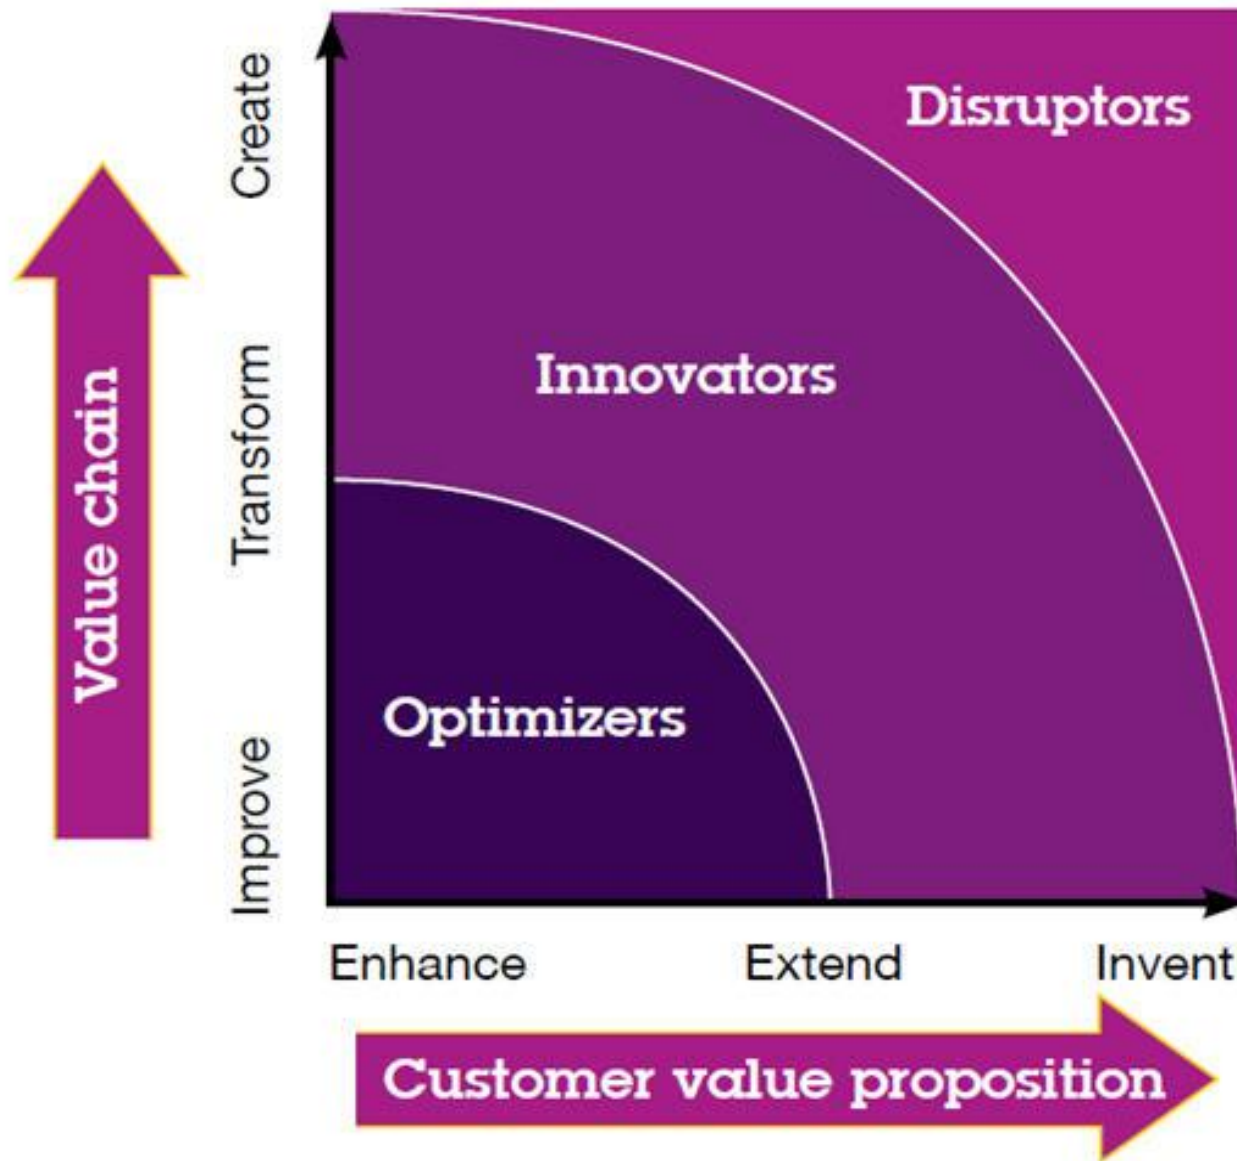 Create
Disruptors
Value chain
Transform
Innovators
Improve
Optimizers
Enhance
Extend
Invent
Customer value proposition